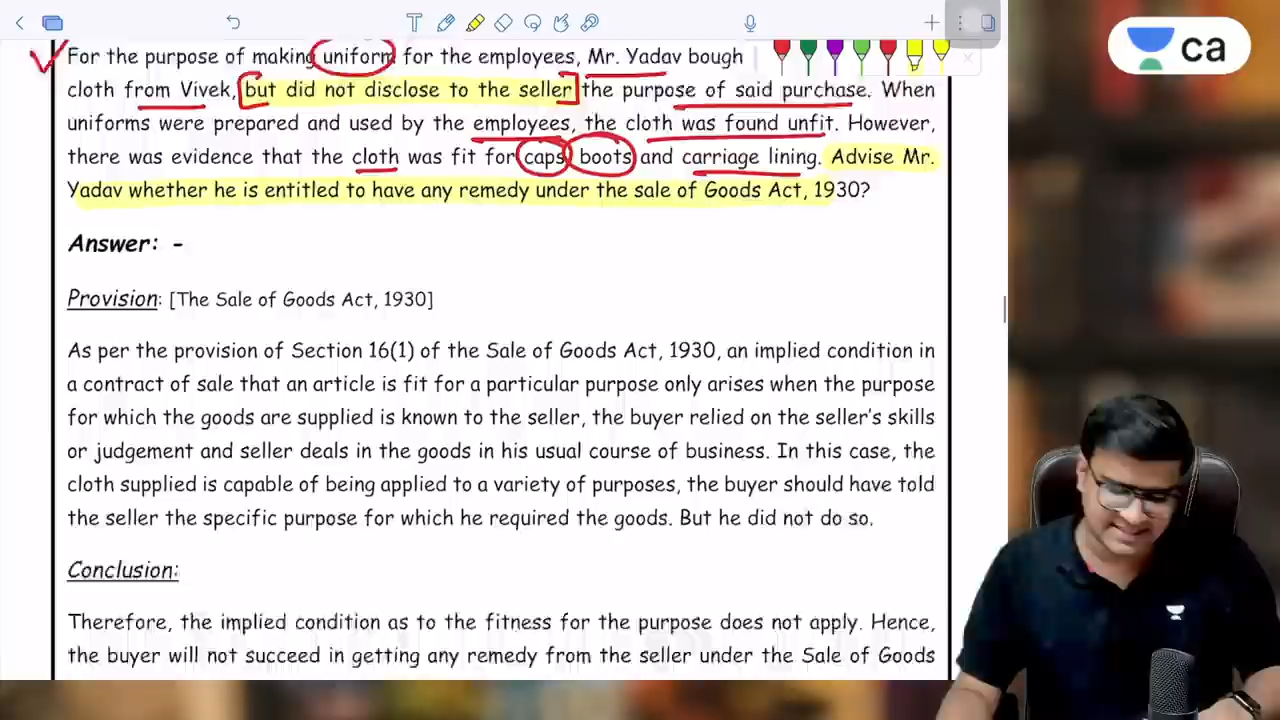 ca
For the purpose of making uniform for the employees, Mr. Yadav bough
cloth from Vivek, but did not disclose to the seller the purpose of said purchase. When
uniforms were prepared and used by the employees, the cloth was found unfit. However,
there was evidence that the cloth was fit for caps boots and carriage lining. Advise Mr.
Yadav whether he is entitled to have any remedy under the sale of Goods Act, 1930?
Answer: -
Provision: [The Sale of Goods Act, 1930]
As per the provision of Section 16(1) of the Sale of Goods Act, 1930, an implied condition in
a contract of sale that an article is fit for a particular purpose only arises when the purpose
for which the goods are supplied is known to the seller, the buyer relied on the seller's skills
or judgement and seller deals in the goods in his usual course of business. In this case, the
cloth supplied is capable of being applied to a variety of purposes, the buyer should have told
the seller the specific purpose for which he required the goods. But he did not do so.
Conclusion:
Therefore, the implied condition as to the fitness for the purpose does not apply. Hence,
the buyer will not succeed in getting any remedy from the seller under the Sale of Goods